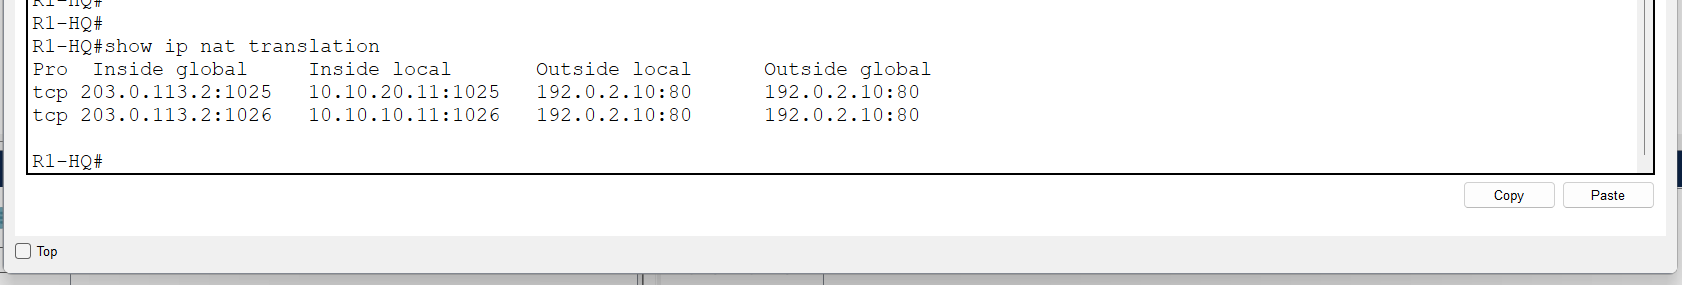 R1-HQ#
R1-HQ#
R1-HQ#show ip nat translation
Pro  Inside global     Inside local       Outside local      Outside global
tcp 203.0.113.2:1025   10.10.20.11:1025   192.0.2.10:80      192.0.2.10:80
tcp 203.0.113.2:1026   10.10.10.11:1026   192.0.2.10:80      192.0.2.10:80
R1-HQ#
Copy
Paste
Top